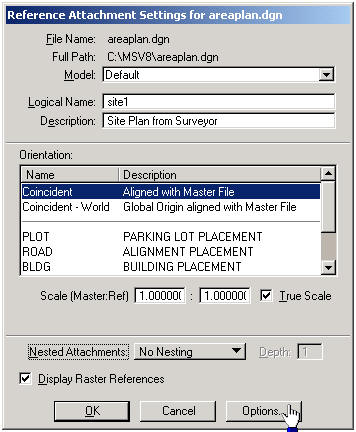 Reference Attachment Settings for areaplan.dgn
File Name: areaplan.dgn
Full Path: C:\MSV8\areaplan.dgn
Model: Default
Logical Name: site1
Description: Site Plan from Surveyor
Orientation:
Name Description
Coincident Aligned with Master File
Coincident - World Global Origin aligned with Master File
PLOT PARKING LOT PLACEMENT
ROAD ALIGNMENT PLACEMENT
BLDG BUILDING PLACEMENT
Scale (Master:Ref) 1.00000( : 1.00000( True Scale
Nested Attachments: No Nesting Depth: 1
Display Raster References
OK Cancel Options...